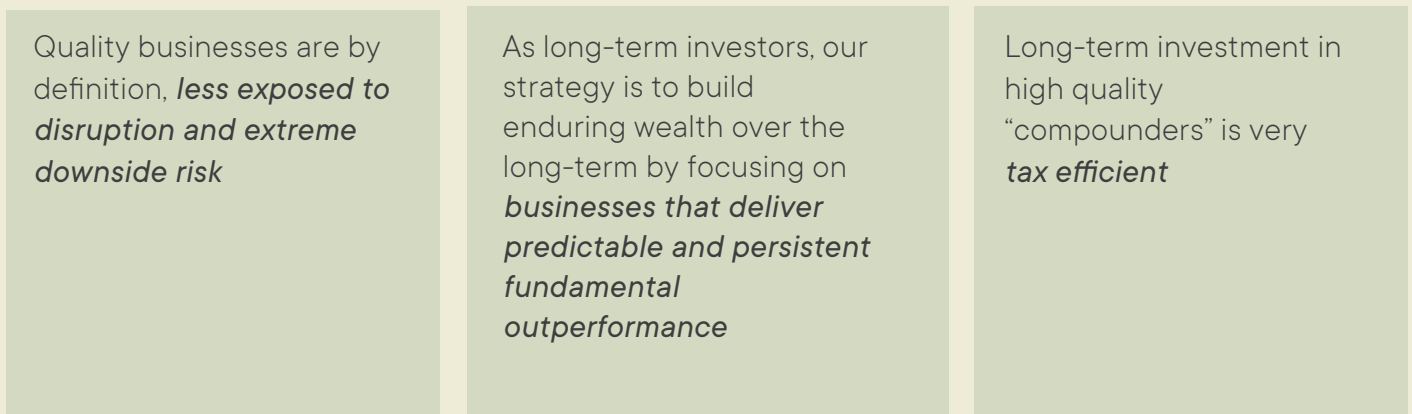 Quality businesses are by
definition, less exposed to
disruption and extreme
downside risk
As long-term investors, our
strategy is to build
enduring wealth over the
long-term by focusing on
businesses that deliver
predictable and persistent
fundamental
outperformance
Long-term investment in
high quality
“compounders” is very
tax efficient